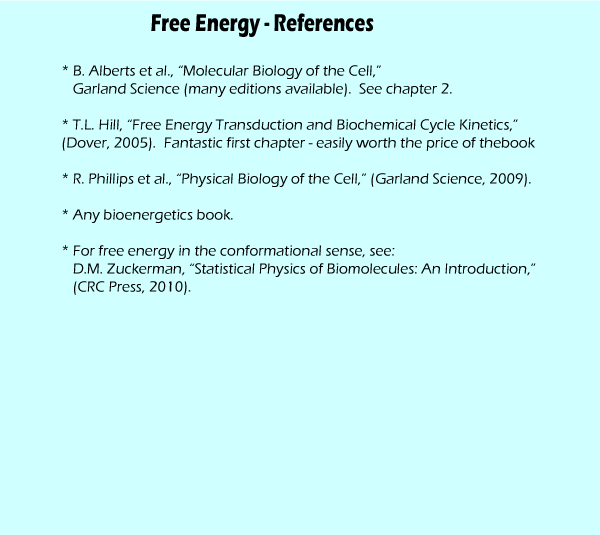 Free Energy - References
* B. Alberts et al., “Molecular Biology of the Cell,”
Garland Science (many editions available). See chapter 2.
* T.L. Hill, “Free Energy Transduction and Biochemical Cycle Kinetics,”
(Dover, 2005). Fantastic first chapter - easily worth the price of thebook
* R. Phillips et al., “Physical Biology of the Cell,” (Garland Science, 2009).
* Any bioenergetics book.
* For free energy in the conformational sense, see:
D.M. Zuckerman, “Statistical Physics of Biomolecules: An Introduction,”
(CRC Press, 2010).